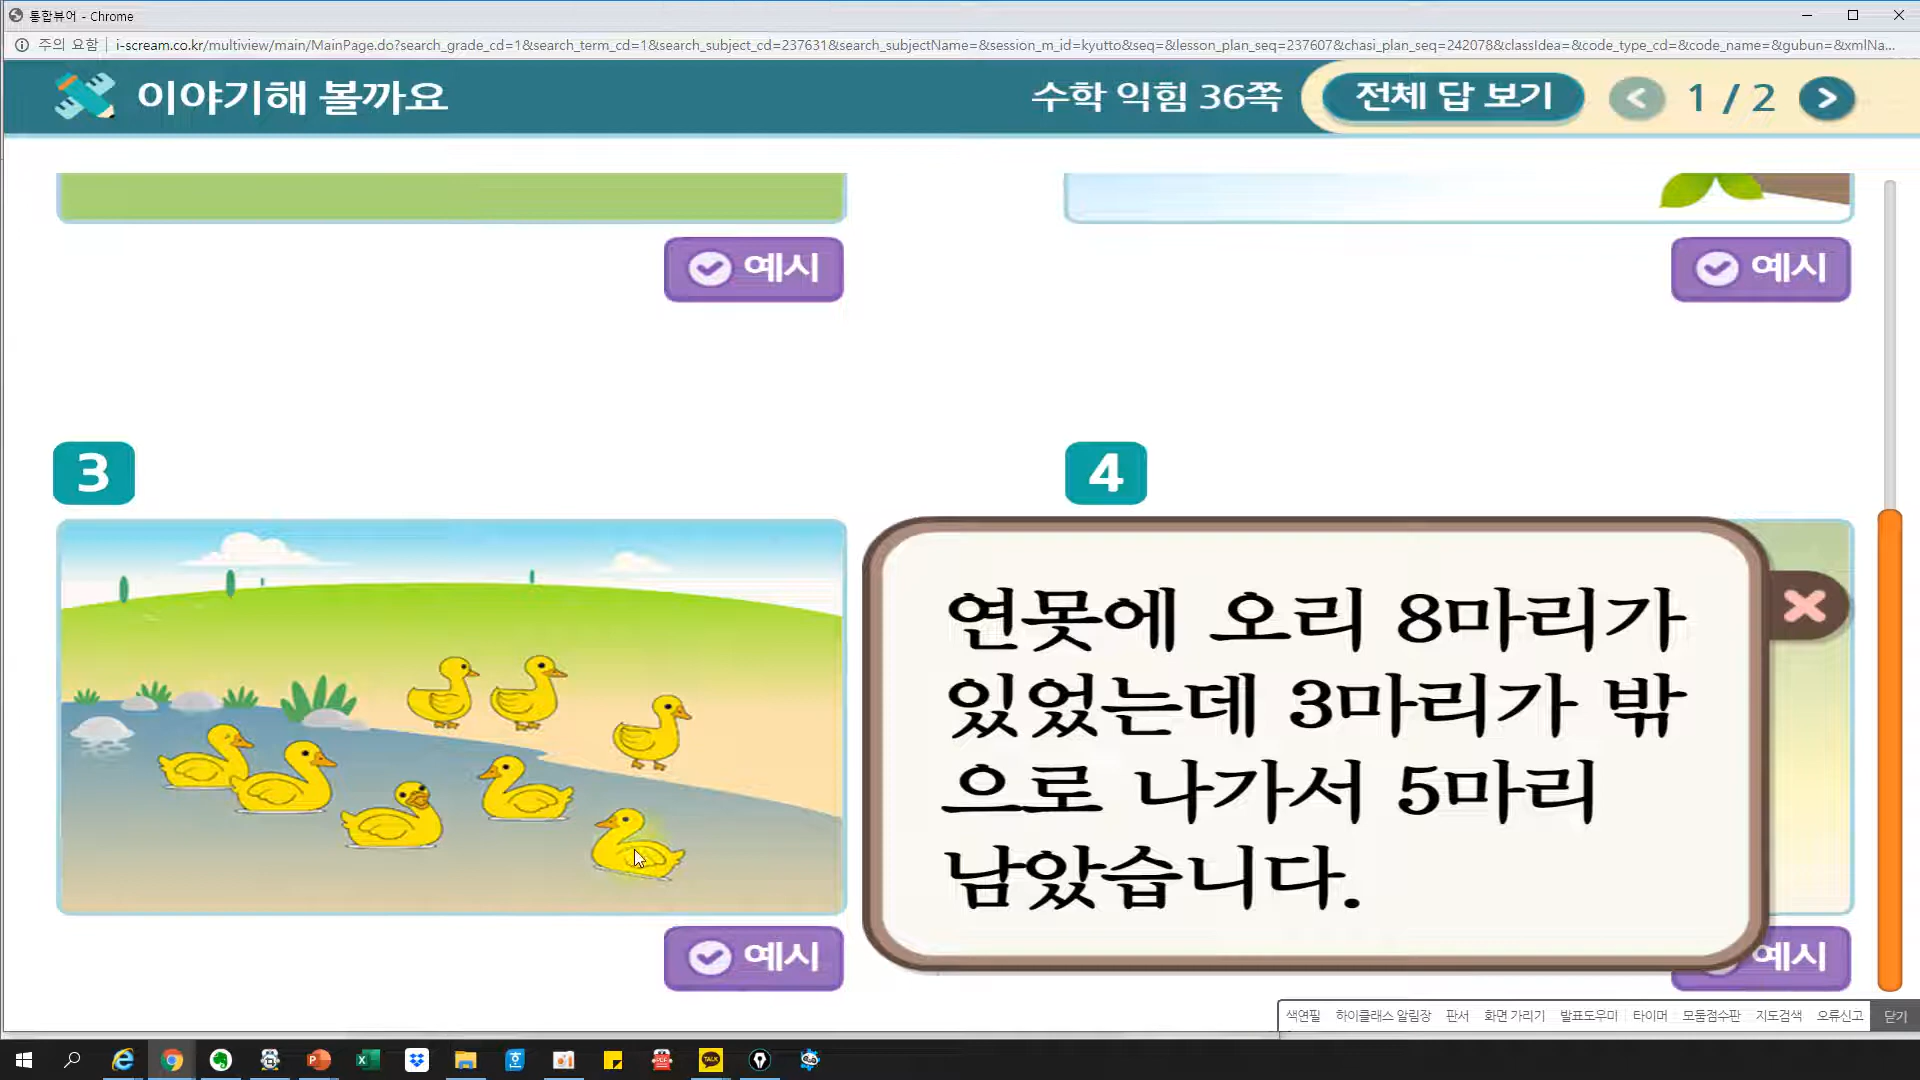 통합뷰어 - Chrome
주의 요함 | i-scream.co.kr/multiview/main/MainPage.do?search_grade_cd=1&search_term_cd=1&search_subject_cd=237631&search_subjectName=&session_m_id=kyutto&seq=&lesson_plan_seq=237607&chasi_plan_seq=242078&classIdea=&code_type_cd=&code_name=&gubun=&xmlNa...
이야기해 볼까요 수학 익힘 36쪽 전체 답 보기 1 / 2
예시 예시
3 4
연못에 오리 8마리가
있었는데 3마리가 밖
으로 나가서 5마리
남았습니다.
예시 예시
색연필 하이클래스 알림장 판서 화면 가리기 발표도우미 타이머 모둠점수판 지도검색 오류신고 닫기